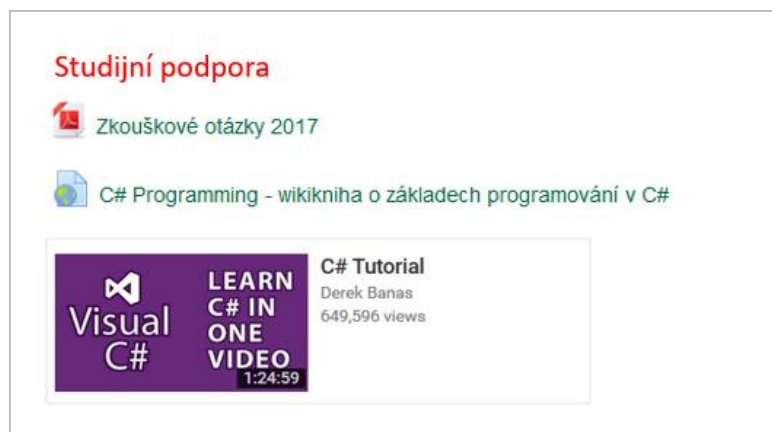 Studijní podpora
Zkouškové otázky 2017
C# Programming - wikikniha o základech programování v C#
Visual
C#
LEARN
C# IN
ONE
VIDEO
1:24:59
C# Tutorial
Derek Banas
649,596 views